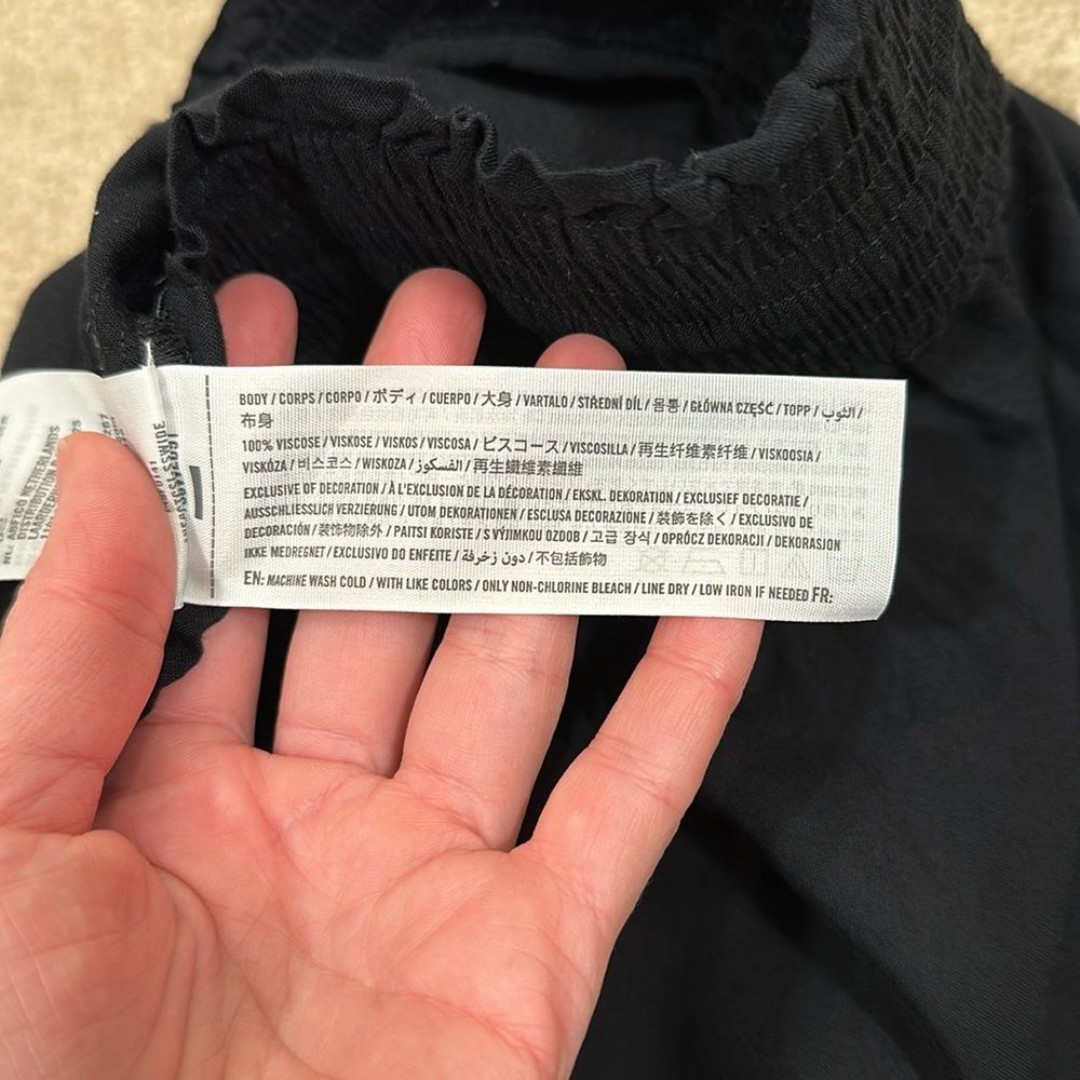 BODY / CORPS / CORPO / ボディ / CUERPO / 大身 / VARTALO / STŘEDNÍ DÍL / 몸통 / GŁÓWNA CZĘŚĆ / TOPP / الثوب /
布身
100% VISCOSE / VISKOSE / VISKOS / VISCOSA / ビスコース / VISCOSILLA / 再生纤维素纤维 / VISKOOSIA /
VISKÓZA / 비스코스 / WISKOZA / الفسكوز / 再生纖維素纖維
EXCLUSIVE OF DECORATION / À L'EXCLUSION DE LA DÉCORATION / EKSKL. DEKORATION / EXCLUSIEF DECORATIE /
AUSSCHLIESSLICH VERZIERUNG / UTOM DEKORATIONEN / ESCLUSA DECORAZIONE / 装飾を除く / EXCLUSIVO DE
DECORACIÓN / 装饰物除外 / PAITSI KORISTE / S VÝJIMKOU OZDOB / 고급 장식 / OPRÓCZ DEKORACJI / DEKORASJON
IKKE MEDREGNET / EXCLUSIVO DO ENFEITE / دون زخرفة / 不包括飾物
EN: MACHINE WASH COLD / WITH LIKE COLORS / ONLY NON-CHLORINE BLEACH / LINE DRY / LOW IRON IF NEEDED FR: